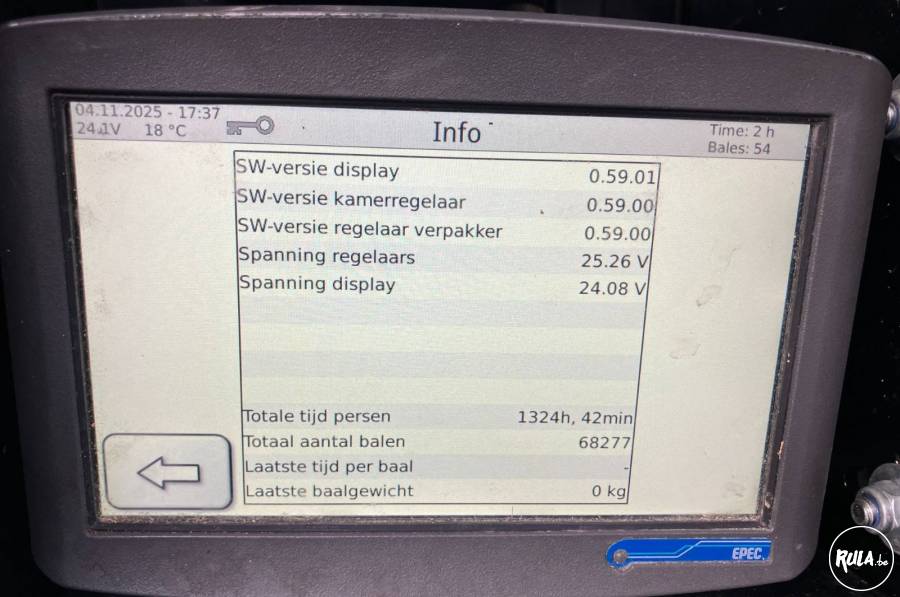 04.11.2025 - 17:37
24.1V 18 °C
Info
Time: 2 h
Bales: 54
SW-versie display 0.59.01
SW-versie kamerregelaar 0.59.00
SW-versie regelaar verpakker 0.59.00
Spanning regelaars 25.26 V
Spanning display 24.08 V
Totale tijd persen 1324h, 42min
Totaal aantal balen 68277
Laatste tijd per baal -
Laatste baalgewicht 0 kg
EPEC
RULA.be